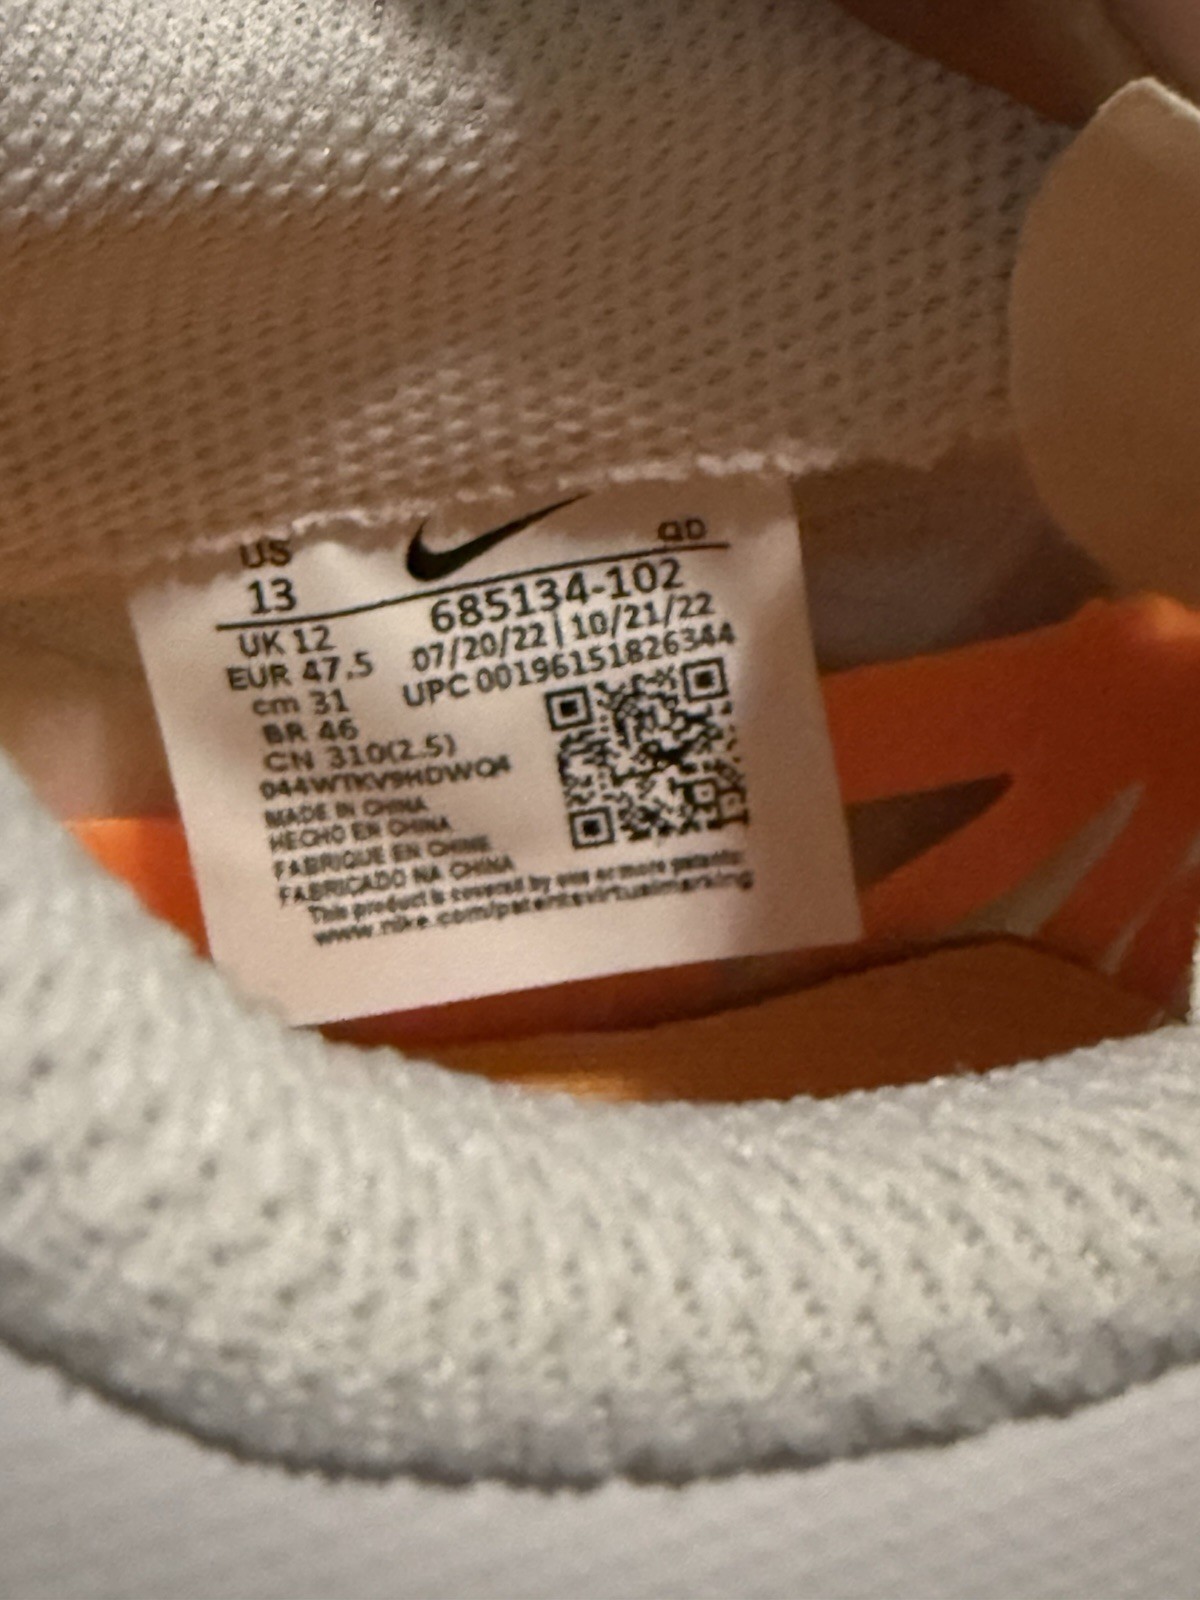 US
QD
13
685134-102
UK 12
07/20/22 | 10/21/22
EUR 47.5
UPC 00196151826344
cm 31
BR 46
CN 310(2.5)
044WTKV9HDWQ4
MADE IN CHINA
HECHO EN CHINA
FABRIQUE EN CHINE
FABRICADO NA CHINA
This product is covered by one or more patents:
www.nike.com/patentsvirtualmarking